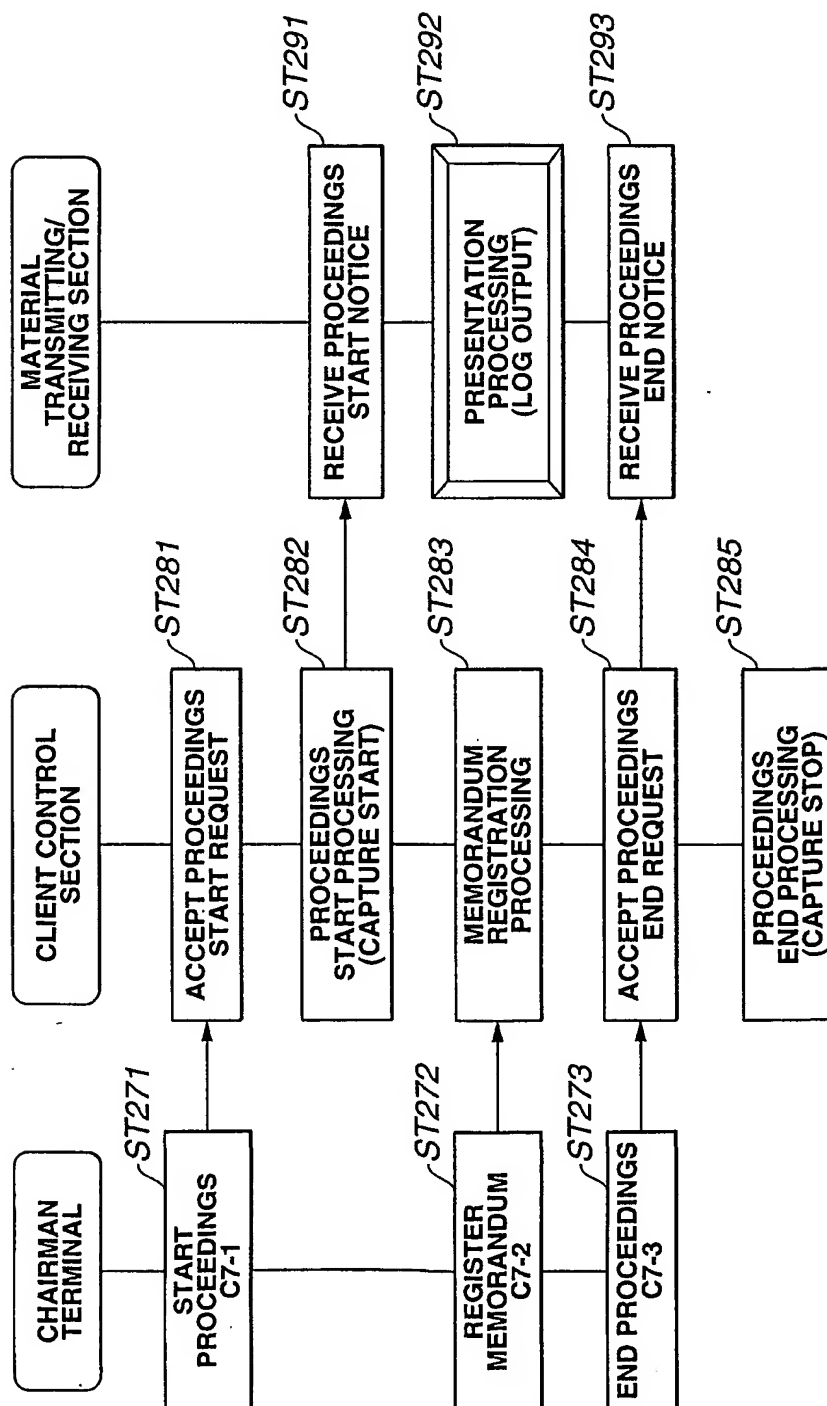 CHAIRMAN
TERMINAL
ST271
START
PROCEEDINGS
C7-1
ST272
REGISTER
MEMORANDUM
C7-2
ST273
END PROCEEDINGS
C7-3
CLIENT CONTROL
SECTION
ST281
ACCEPT PROCEEDINGS
START REQUEST
ST282
PROCEEDINGS
START PROCESSING
(CAPTURE START)
ST283
MEMORANDUM
REGISTRATION
PROCESSING
ST284
ACCEPT PROCEEDINGS
END REQUEST
ST285
PROCEEDINGS
END PROCESSING
(CAPTURE STOP)
MATERIAL
TRANSMITTING/
RECEIVING SECTION
ST291
RECEIVE PROCEEDINGS
START NOTICE
ST292
PRESENTATION
PROCESSING
(LOG OUTPUT)
ST293
RECEIVE PROCEEDINGS
END NOTICE